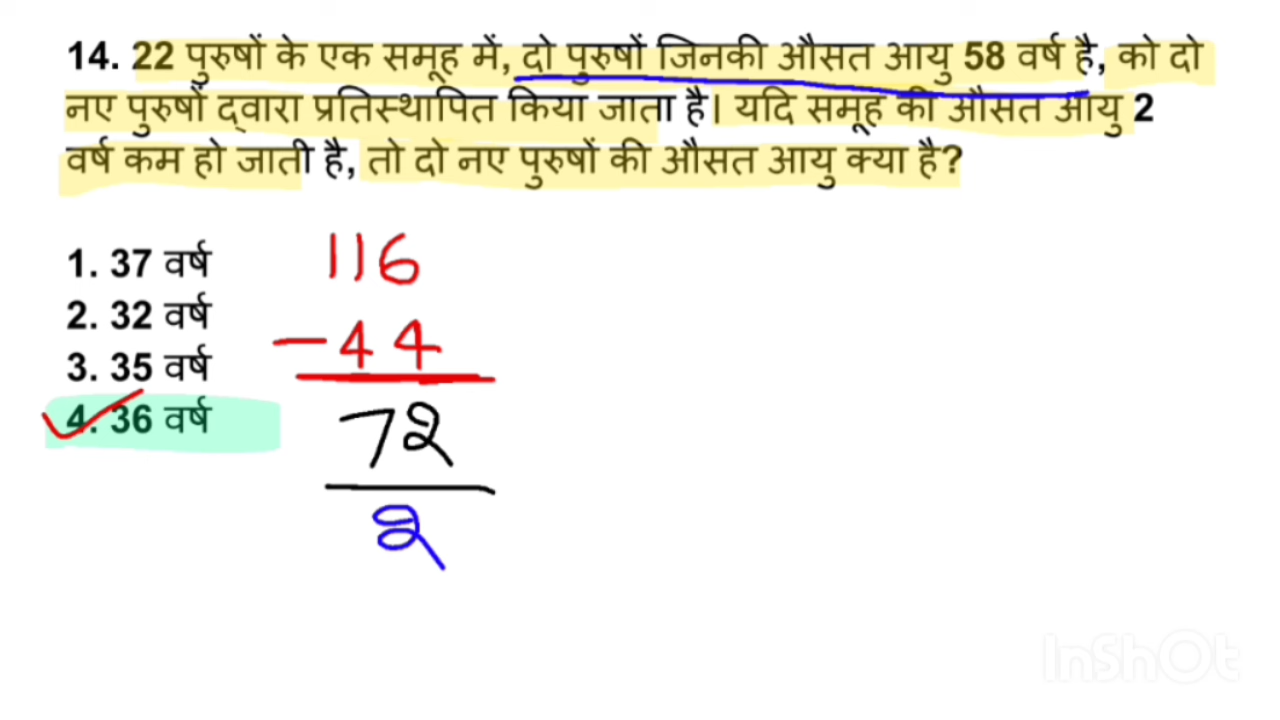 14. 22 पुरुषों के एक समूह में, दो पुरुषों जिनकी औसत आयु 58 वर्ष है, को दो
नए पुरुषों द्वारा प्रतिस्थापित किया जाता है। यदि समूह की औसत आयु 2
वर्ष कम हो जाती है, तो दो नए पुरुषों की औसत आयु क्या है?
1. 37 वर्ष
2. 32 वर्ष
3. 35 वर्ष
4. 36 वर्ष
116
-44
72
2
InShOt